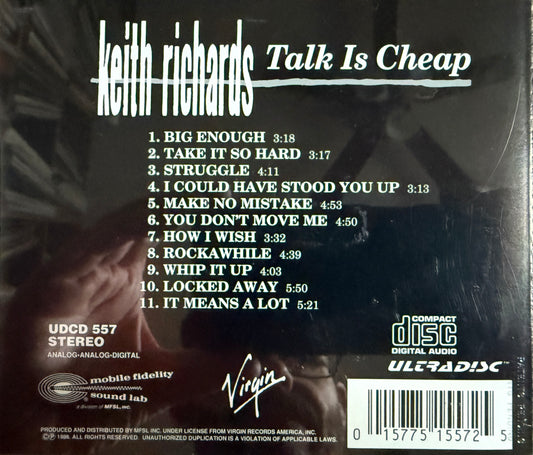 keith richards Talk Is Cheap
1. BIG ENOUGH 3:18
2. TAKE IT SO HARD 3:17
3. STRUGGLE 4:11
4. I COULD HAVE STOOD YOU UP 3:13
5. MAKE NO MISTAKE 4:53
6. YOU DON'T MOVE ME 4:50
7. HOW I WISH 3:32
8. ROCKAWHILE 4:39
9. WHIP IT UP 4:03
10. LOCKED AWAY 5:50
11. IT MEANS A LOT 5:21
UDCD 557
STEREO
ANALOG-ANALOG-DIGITAL
COMPACT
disc
DIGITAL AUDIO
ULTRADISC™
mobile fidelity
sound lab
a division of MFSL, INC.
Virgin
PRODUCED AND DISTRIBUTED BY MFSL INC. UNDER LICENSE FROM VIRGIN RECORDS AMERICA, INC.
ALL RIGHTS RESERVED. UNAUTHORIZED DUPLICATION IS A VIOLATION OF APPLICABLE LAWS.
0 15775 15572 5